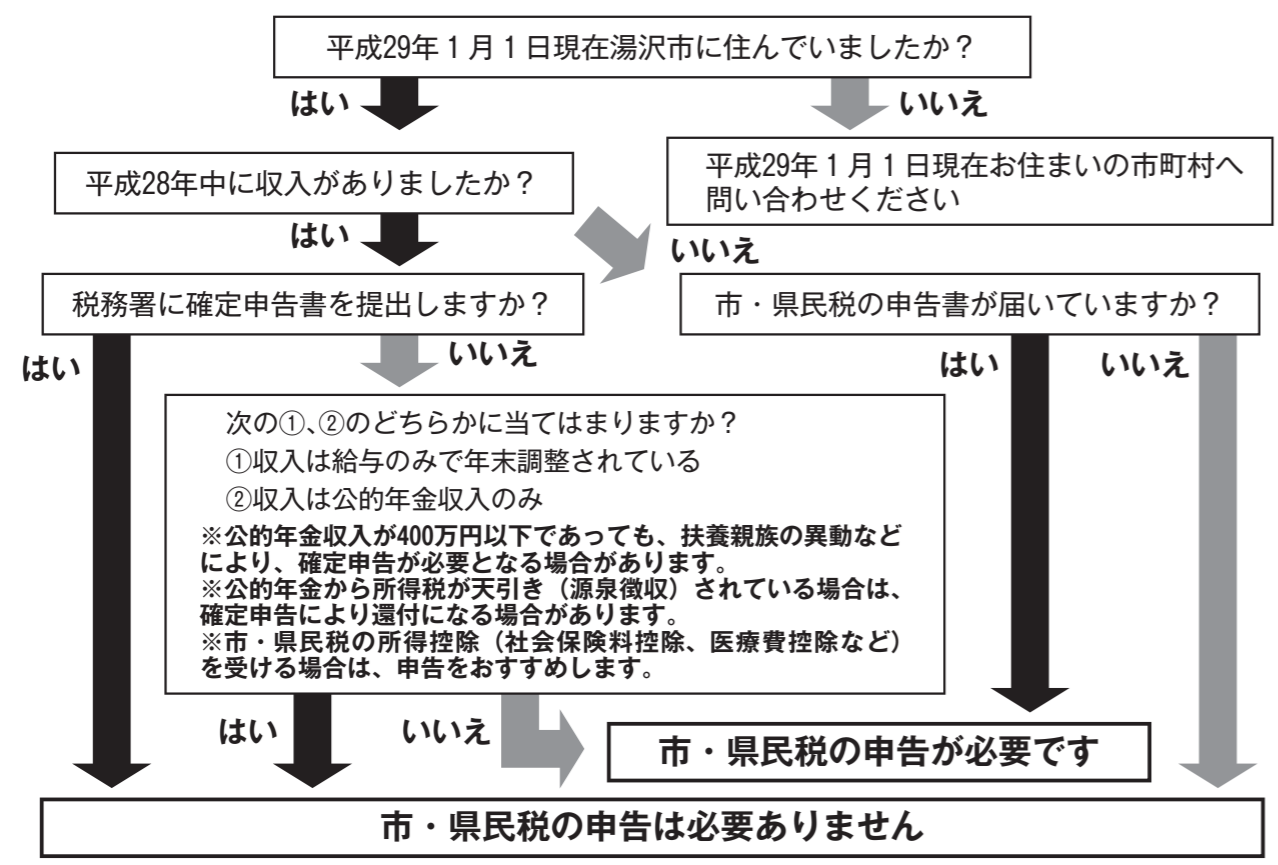 平成29年1月1日現在湯沢市に住んでいましたか？
はい
いいえ
平成28年中に収入がありましたか？
平成29年1月1日現在お住まいの市町村へ
問い合わせください
はい
いいえ
税務署に確定申告書を提出しますか？
市・県民税の申告書が届いていますか？
はい
いいえ
はい
いいえ
次の①、②のどちらかに当てはまりますか？
①収入は給与のみで年末調整されている
②収入は公的年金収入のみ
※公的年金収入が400万円以下であっても、扶養親族の異動など
により、確定申告が必要となる場合があります。
※公的年金から所得税が天引き（源泉徴収）されている場合は、
確定申告により還付になる場合があります。
※市・県民税の所得控除（社会保険料控除、医療費控除など）
を受ける場合は、申告をおすすめします。
はい
いいえ
市・県民税の申告が必要です
市・県民税の申告は必要ありません